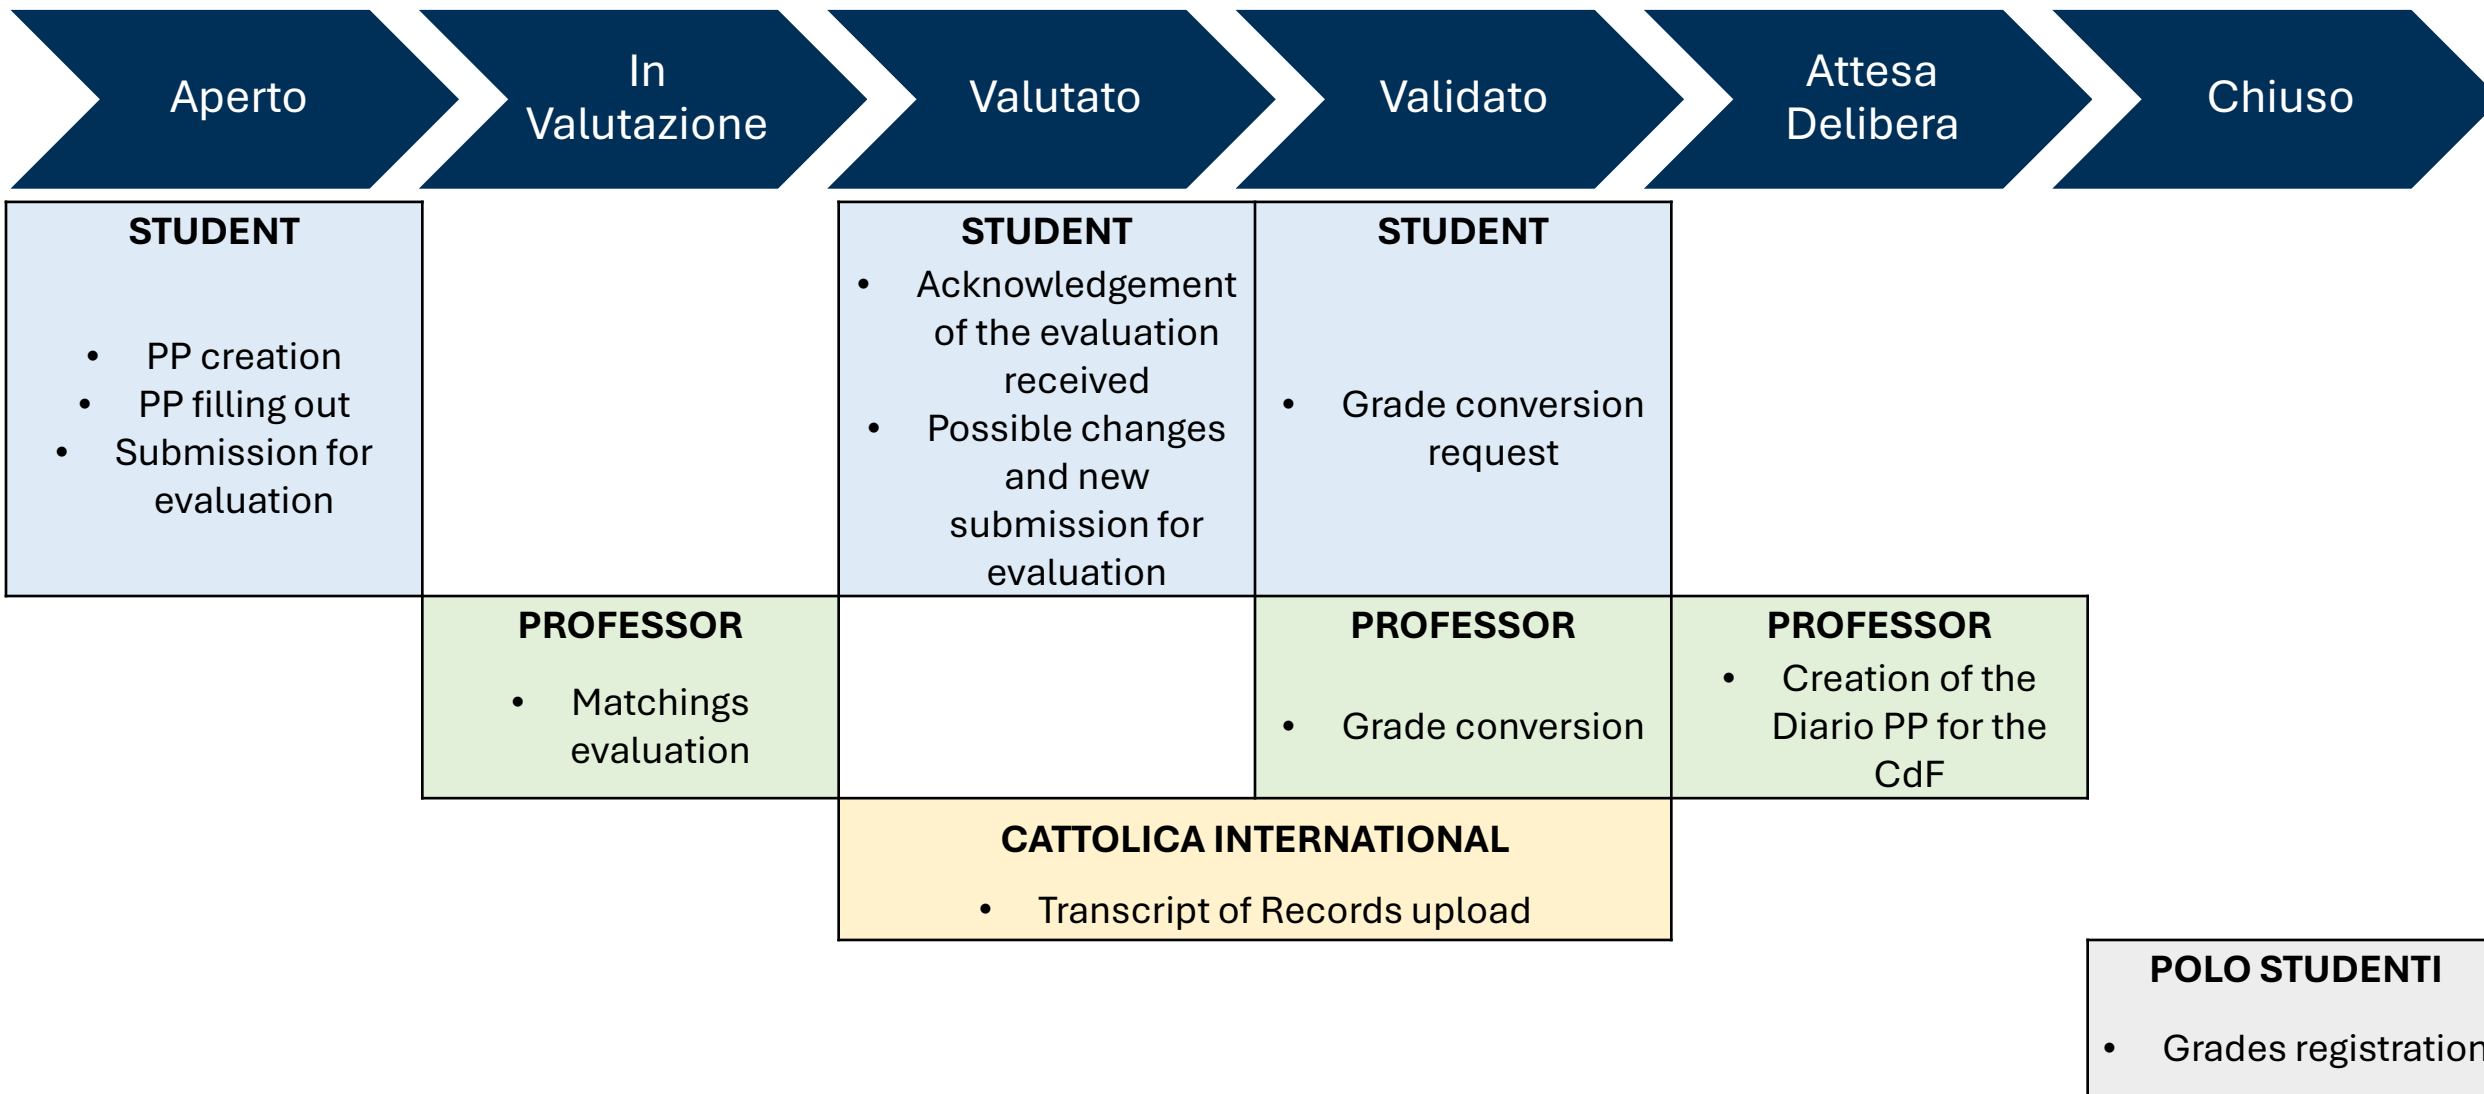 Aperto
In
Valutazione
Valutato
Validato
Attesa
Delibera
Chiuso
STUDENT
• PP creation
• PP filling out
• Submission for
evaluation
STUDENT
• Acknowledgement
of the evaluation
received
• Possible changes
and new
submission for
evaluation
STUDENT
• Grade conversion
request
PROFESSOR
• Matchings
evaluation
PROFESSOR
• Grade conversion
PROFESSOR
• Creation of the
Diario PP for the
CdF
CATTOLICA INTERNATIONAL
• Transcript of Records upload
POLO STUDENTI
• Grades registration